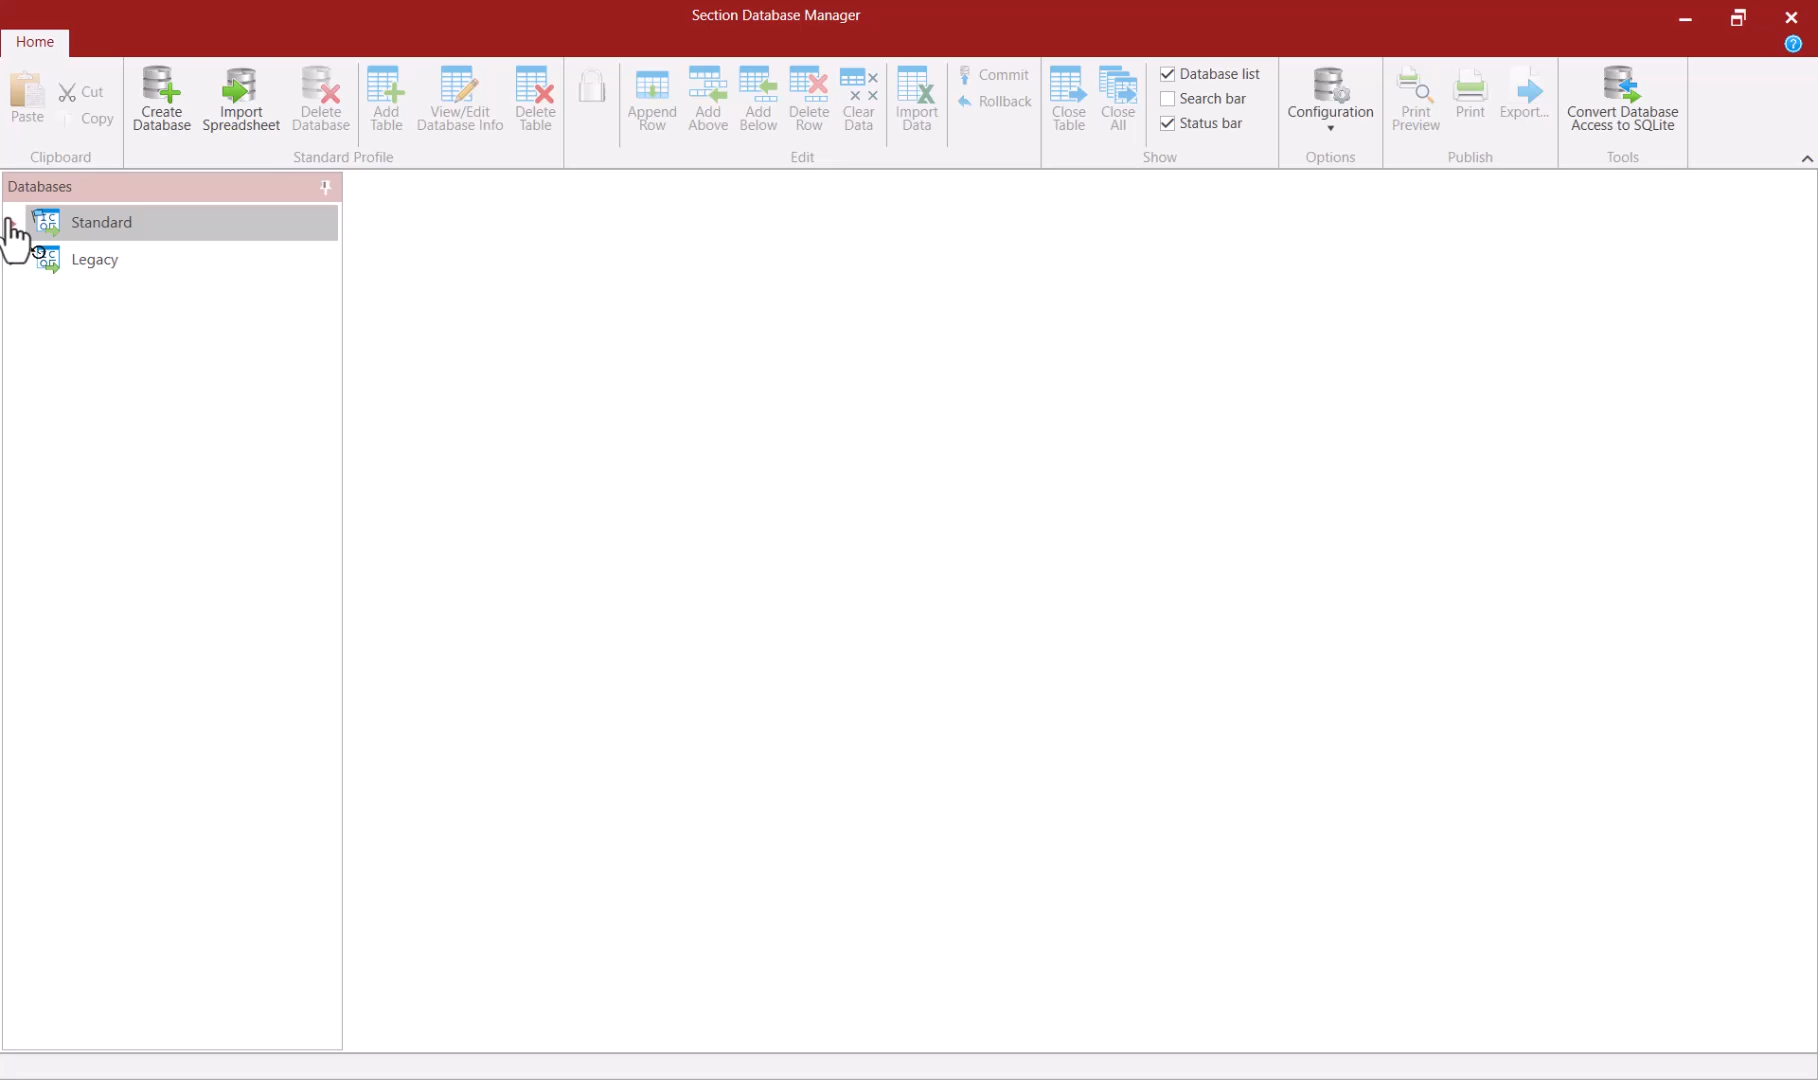 Section Database Manager
Home
Paste
Cut
Copy
Clipboard
Create
Database
Import
Spreadsheet
Delete
Database
Add
Table
View/Edit
Database Info
Delete
Table
Standard Profile
Append
Row
Add
Above
Add
Below
Delete
Row
Clear
Data
Import
Data
Commit
Rollback
Edit
Close
Table
Close
All
Database list
Search bar
Status bar
Show
Configuration
Options
Print
Preview
Print
Export...
Publish
Convert Database
Access to SQLite
Tools
Databases
Standard
Legacy